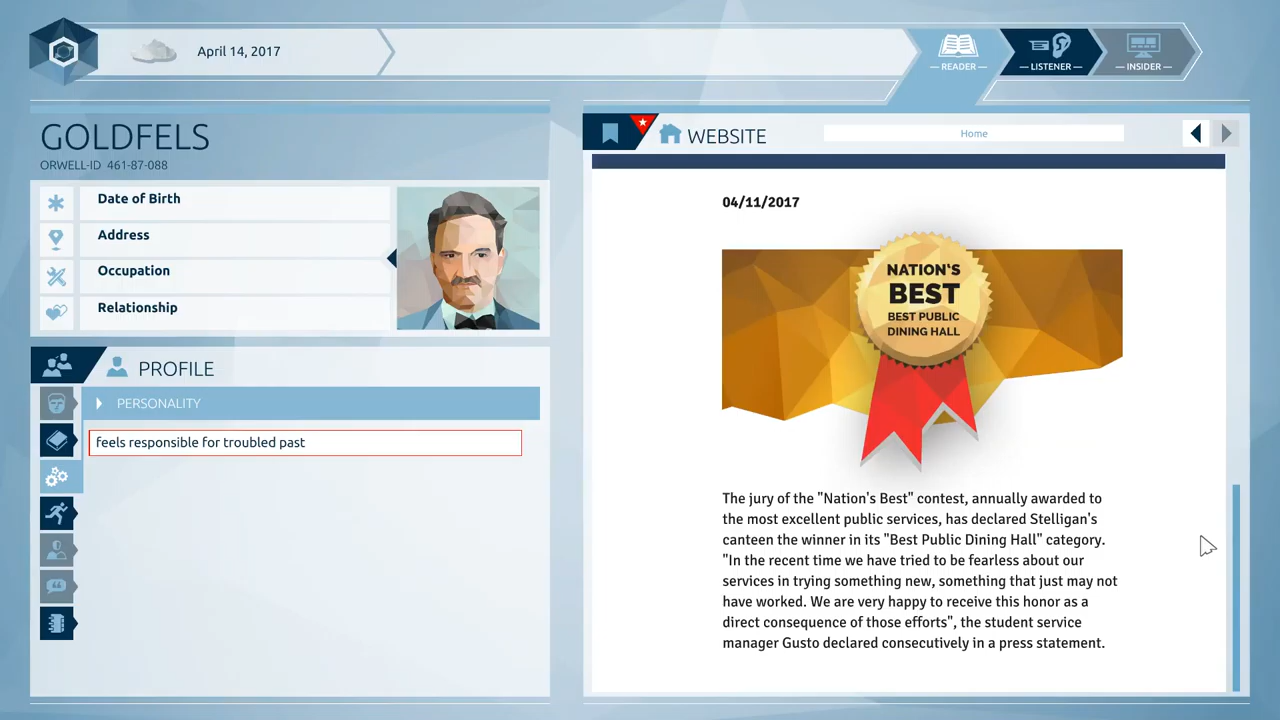 April 14, 2017
READER
LISTENER
INSIDER
GOLDFELS
ORWELL-ID 461-87-088
Date of Birth
Address
Occupation
Relationship
PROFILE
PERSONALITY
feels responsible for troubled past
WEBSITE
Home
04/11/2017
NATION'S
BEST
BEST PUBLIC
DINING HALL
The jury of the "Nation's Best" contest, annually awarded to
the most excellent public services, has declared Stelligan's
canteen the winner in its "Best Public Dining Hall" category.
"In the recent time we have tried to be fearless about our
services in trying something new, something that just may not
have worked. We are very happy to receive this honor as a
direct consequence of those efforts", the student service
manager Gusto declared consecutively in a press statement.